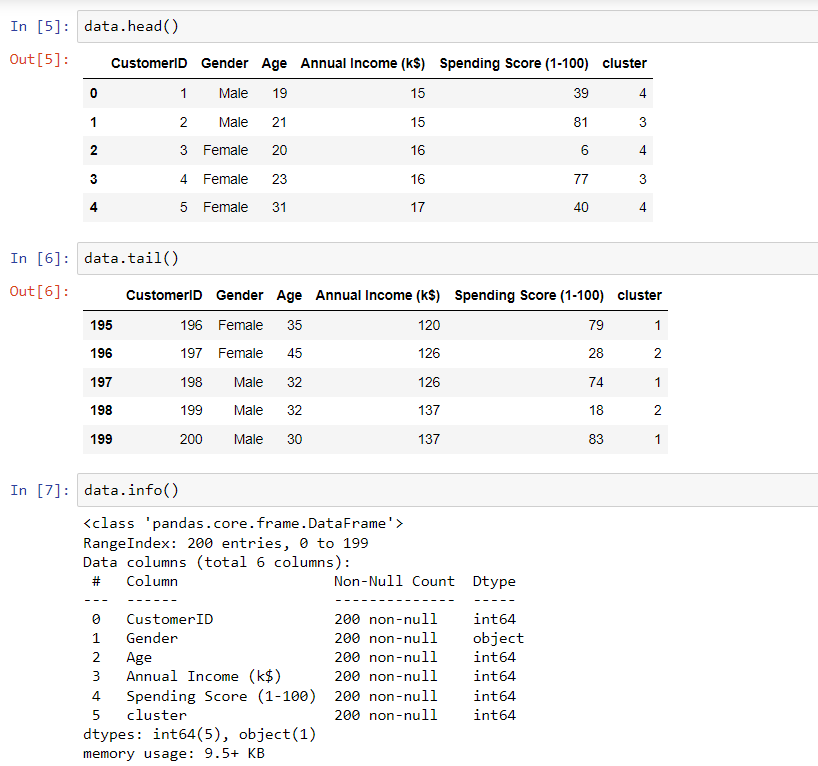 In [5]: data.head()
Out[5]:
CustomerID Gender Age Annual Income (k$) Spending Score (1-100) cluster
0 1 Male 19 15 39 4
1 2 Male 21 15 81 3
2 3 Female 20 16 6 4
3 4 Female 23 16 77 3
4 5 Female 31 17 40 4
In [6]: data.tail()
Out[6]:
CustomerID Gender Age Annual Income (k$) Spending Score (1-100) cluster
195 196 Female 35 120 79 1
196 197 Female 45 126 28 2
197 198 Male 32 126 74 1
198 199 Male 32 137 18 2
199 200 Male 30 137 83 1
In [7]: data.info()
<class 'pandas.core.frame.DataFrame'>
RangeIndex: 200 entries, 0 to 199
Data columns (total 6 columns):
# Column Non-Null Count Dtype
--- ------ -------------- -----
0 CustomerID 200 non-null int64
1 Gender 200 non-null object
2 Age 200 non-null int64
3 Annual Income (k$) 200 non-null int64
4 Spending Score (1-100) 200 non-null int64
5 cluster 200 non-null int64
dtypes: int64(5), object(1)
memory usage: 9.5+ KB